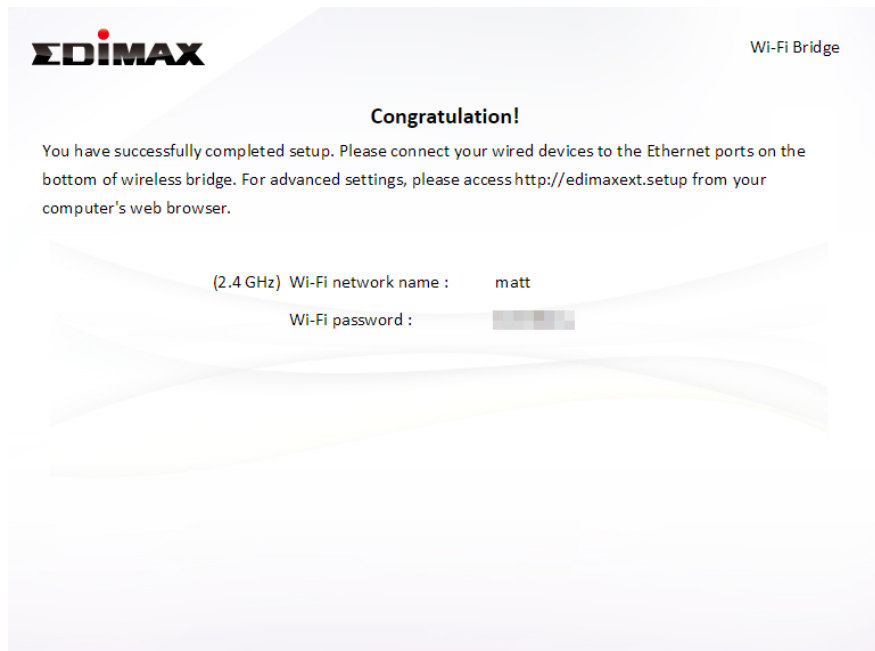 EDIMAX
Wi-Fi Bridge
Congratulation!
You have successfully completed setup. Please connect your wired devices to the Ethernet ports on the
bottom of wireless bridge. For advanced settings, please access http://edimaxext.setup from your
computer's web browser.
(2.4 GHz) Wi-Fi network name : matt
Wi-Fi password :